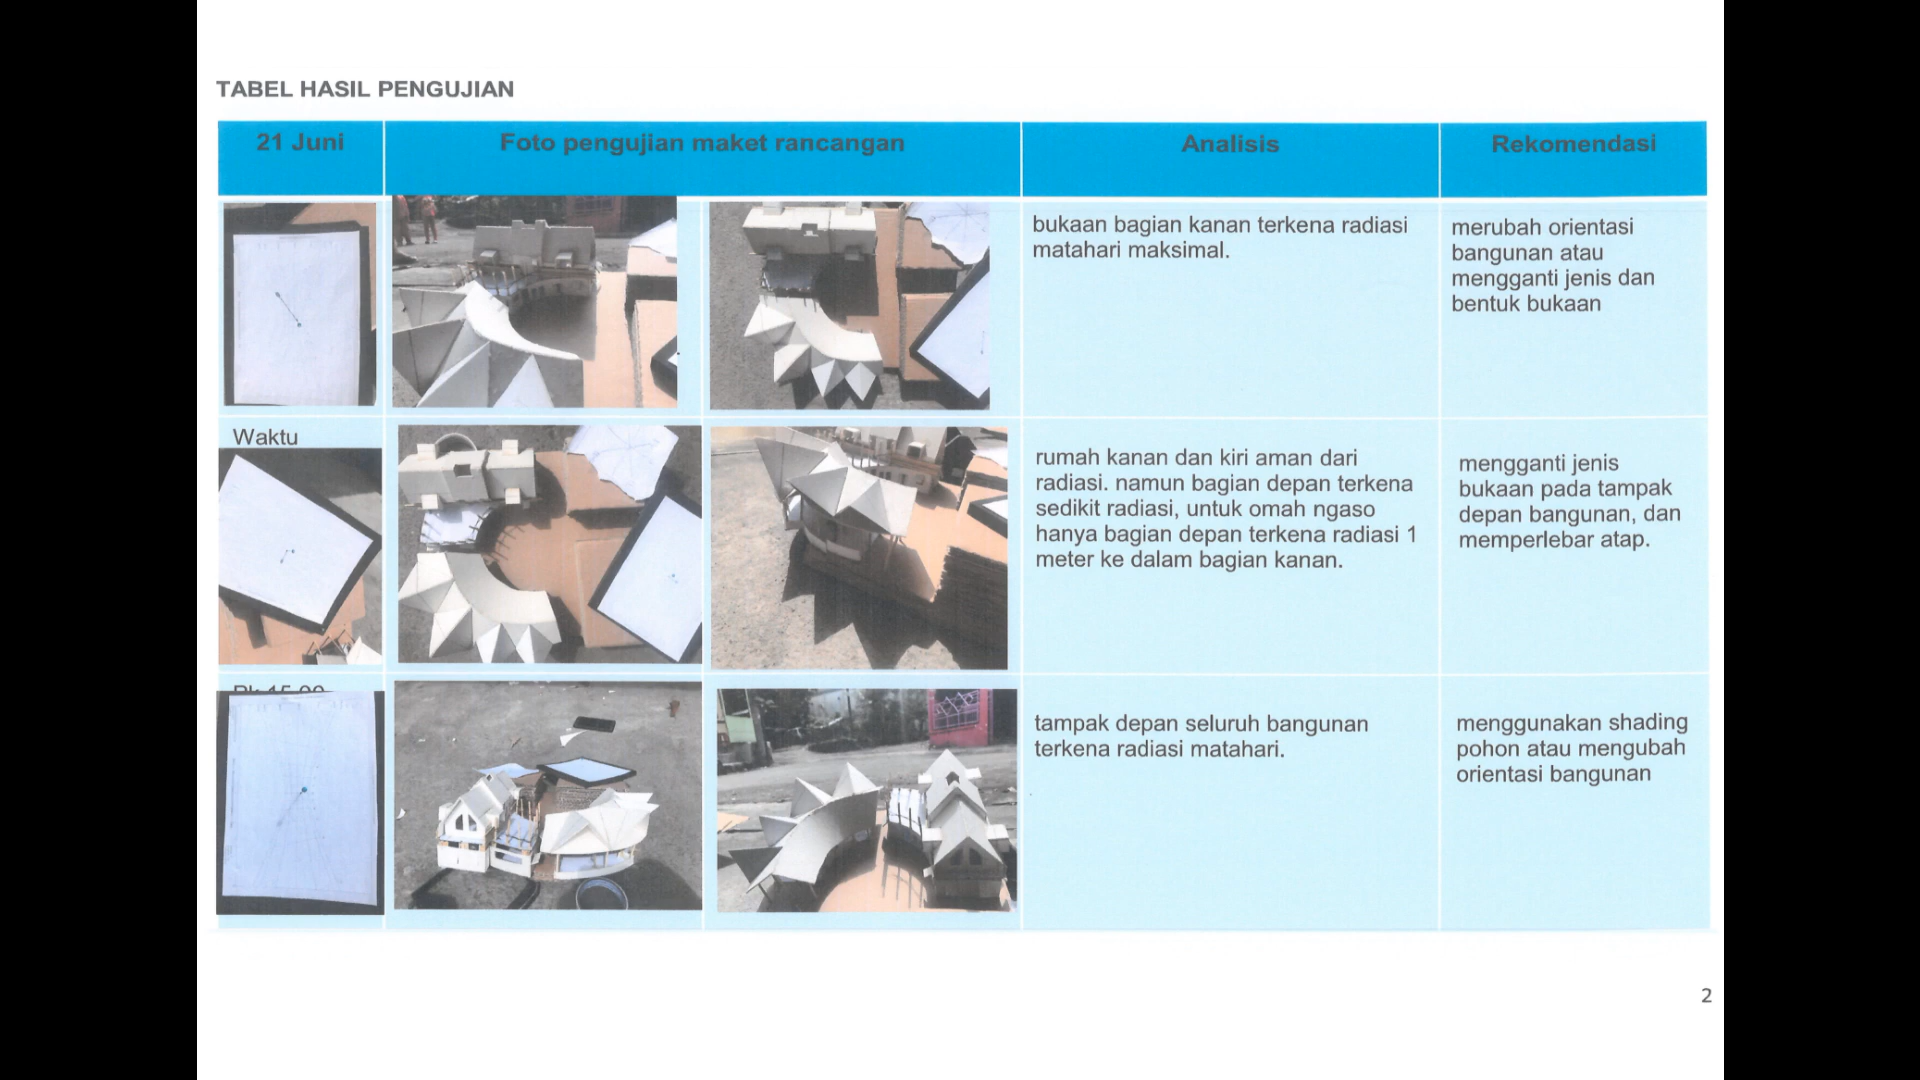 TABEL HASIL PENGUJIAN
21 Juni
Foto pengujian maket rancangan
Analisis
Rekomendasi
bukaan bagian kanan terkena radiasi
matahari maksimal.
merubah orientasi
bangunan atau
mengganti jenis dan
bentuk bukaan
Waktu
rumah kanan dan kiri aman dari
radiasi. namun bagian depan terkena
sedikit radiasi, untuk omah ngaso
hanya bagian depan terkena radiasi 1
meter ke dalam bagian kanan.
mengganti jenis
bukaan pada tampak
depan bangunan, dan
memperlebar atap.
tampak depan seluruh bangunan
terkena radiasi matahari.
menggunakan shading
pohon atau mengubah
orientasi bangunan
2